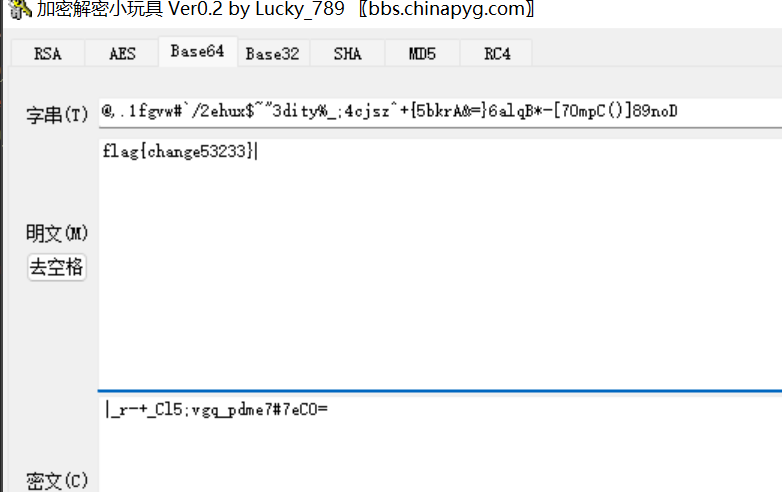 加密解密小玩具 Ver0.2 by Lucky_789 〖bbs.chinapyg.com〗
RSA AES Base64 Base32 SHA MD5 RC4
字串(T) @,.1fgvw#`/2ehux$~"3dity%_;4cjsz^+{5bkrA&=}6alqB*-[70mpC()]89noD
flag{change53233}
明文(M)
去空格
_r-+_Cl5;vgq_pdme7#7eC0=
密文(C)